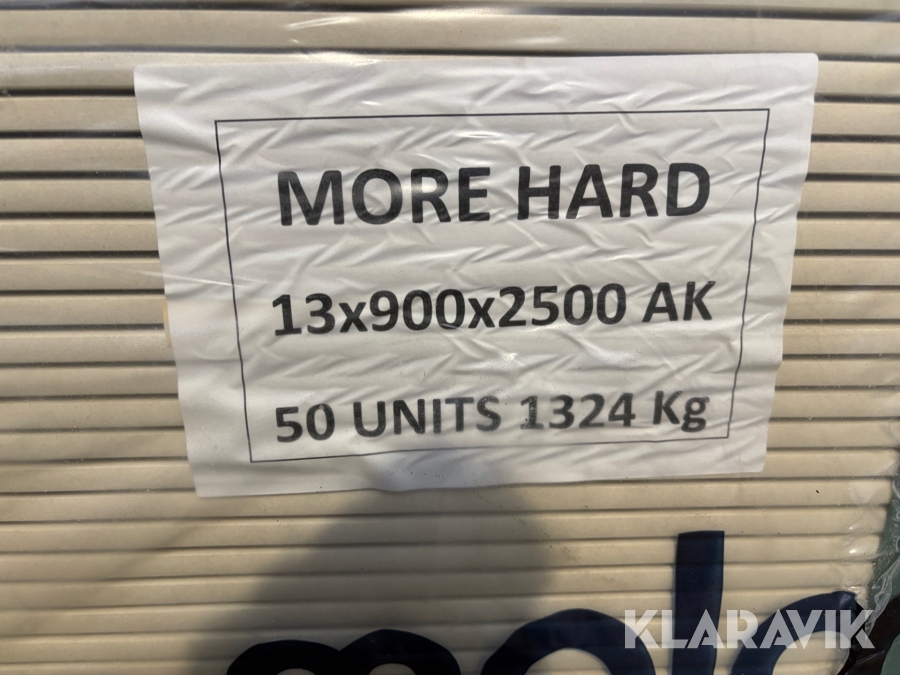 MORE HARD
13x900x2500 AK
50 UNITS 1324 Kg
KLARAVIK